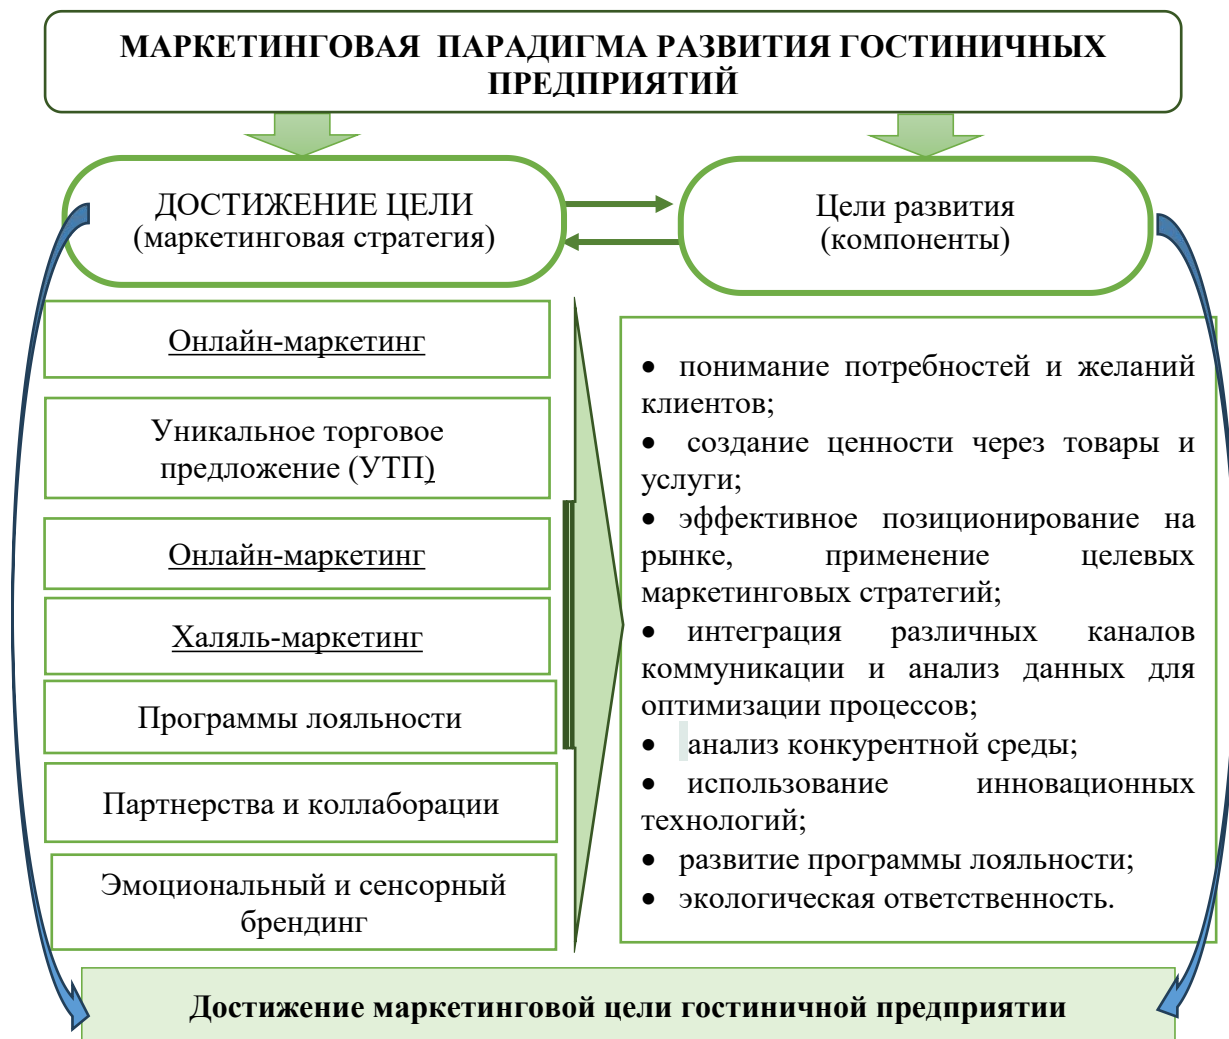 МАРКЕТИНГОВАЯ ПАРАДИГМА РАЗВИТИЯ ГОСТИНИЧНЫХ
ПРЕДПРИЯТИЙ
ДОСТИЖЕНИЕ ЦЕЛИ
(маркетинговая стратегия)
Цели развития
(компоненты)
Онлайн-маркетинг
Уникальное торговое
предложение (УТП)
Онлайн-маркетинг
Халяль-маркетинг
Программы лояльности
Партнерства и коллаборации
Эмоциональный и сенсорный
брендинг
• понимание потребностей и желаний
клиентов;
• создание ценности через товары и
услуги;
• эффективное позиционирование на
рынке, применение целевых
маркетинговых стратегий;
• интеграция различных каналов
коммуникации и анализ данных для
оптимизации процессов;
• анализ конкурентной среды;
• использование инновационных
технологий;
• развитие программы лояльности;
• экологическая ответственность.
Достижение маркетинговой цели гостиничной предприятии